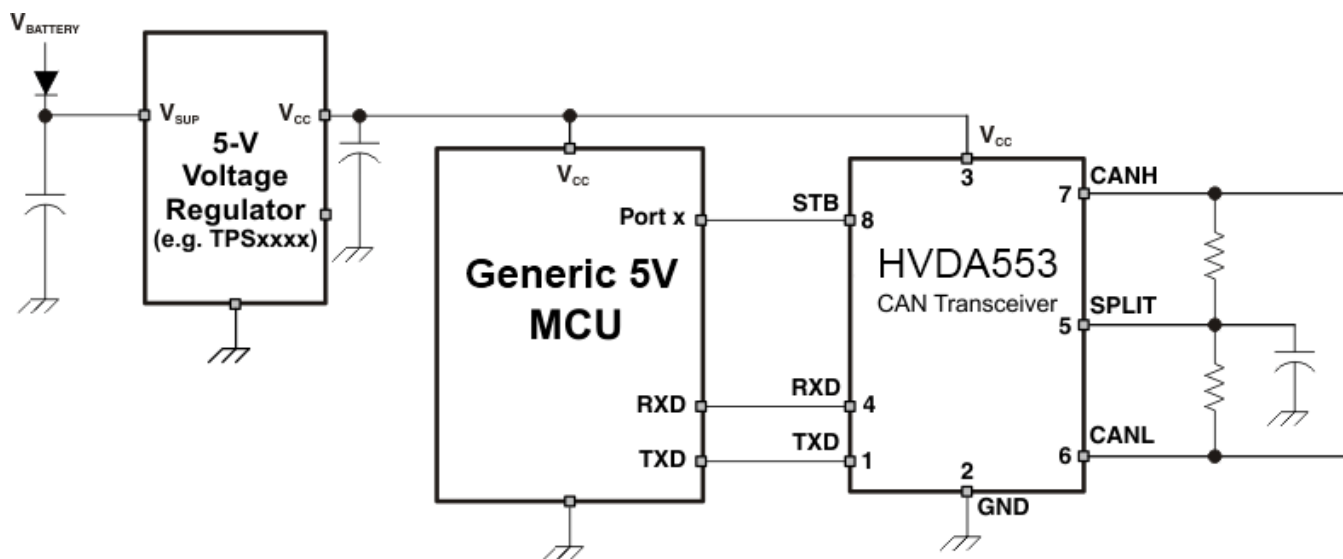 VBATTERY
VSUP
VCC
5-V
Voltage
Regulator
(e.g. TPSxxxx)
VCC
Port x
Generic 5V
MCU
RXD
TXD
STB
8
RXD
4
TXD
1
VCC
3
HVDA553
CAN Transceiver
7
CANH
5
SPLIT
6
CANL
2
GND